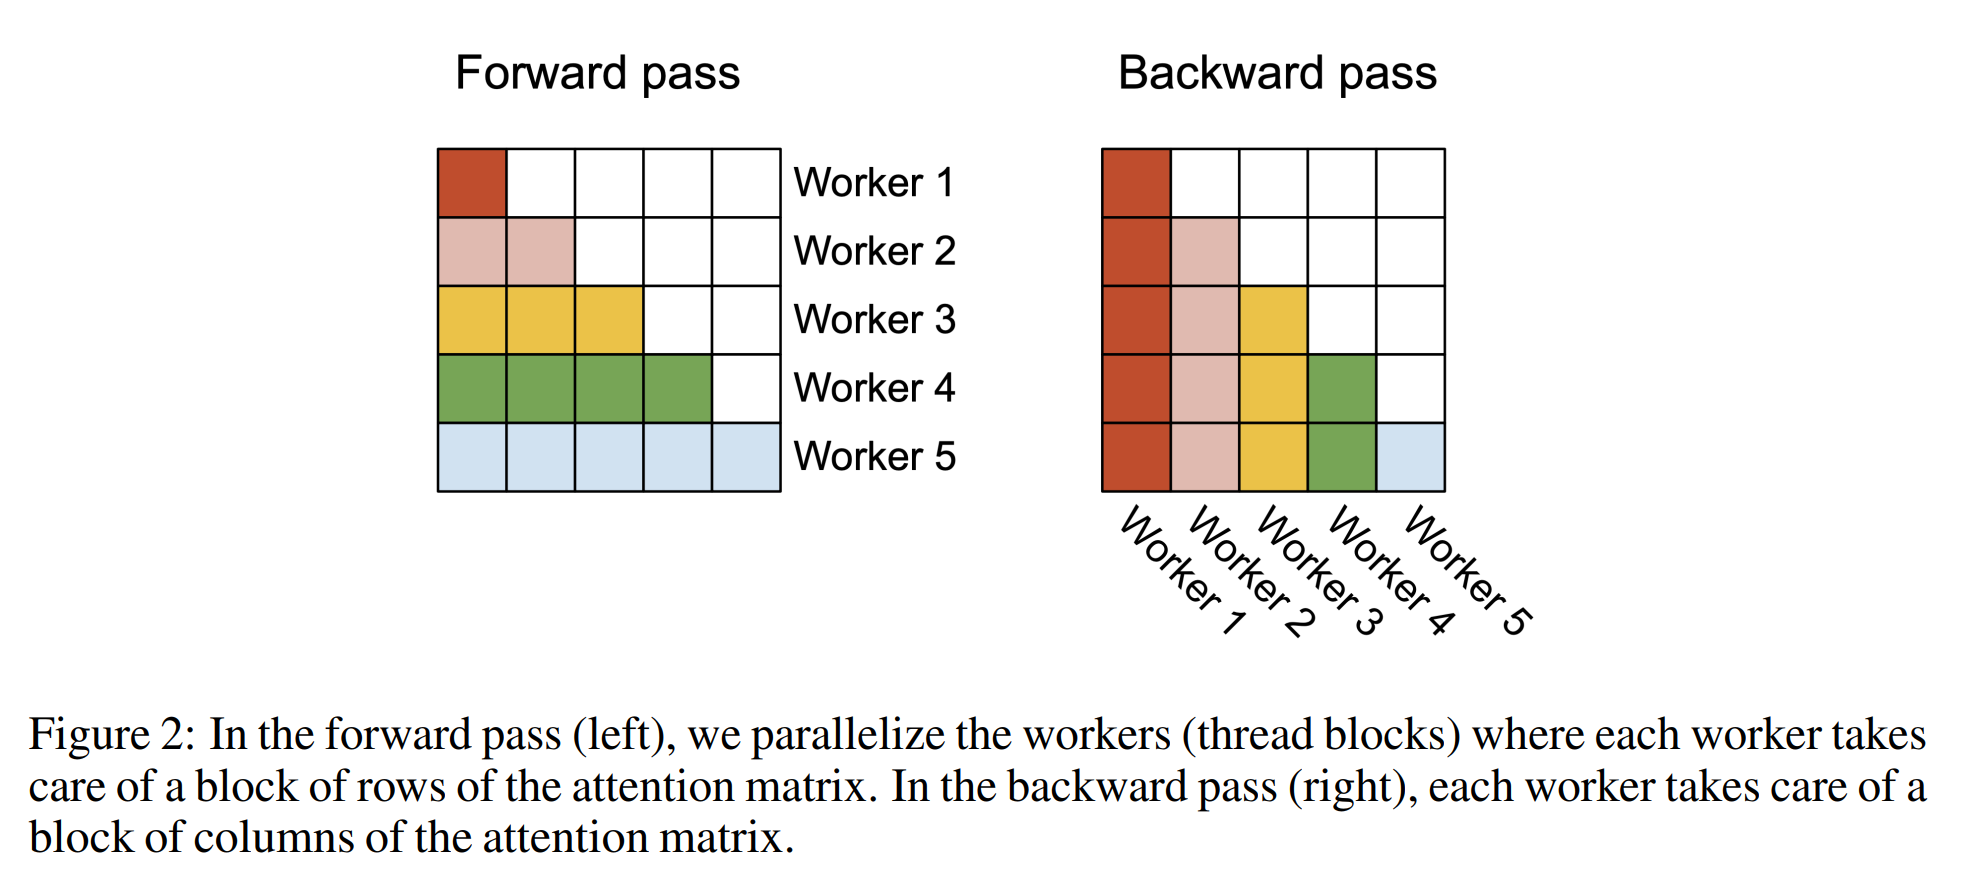 Forward pass
Worker 1
Worker 2
Worker 3
Worker 4
Worker 5
Backward pass
Worker 1
Worker 2
Worker 3
Worker 4
Worker 5
Figure 2: In the forward pass (left), we parallelize the workers (thread blocks) where each worker takes
care of a block of rows of the attention matrix. In the backward pass (right), each worker takes care of a
block of columns of the attention matrix.